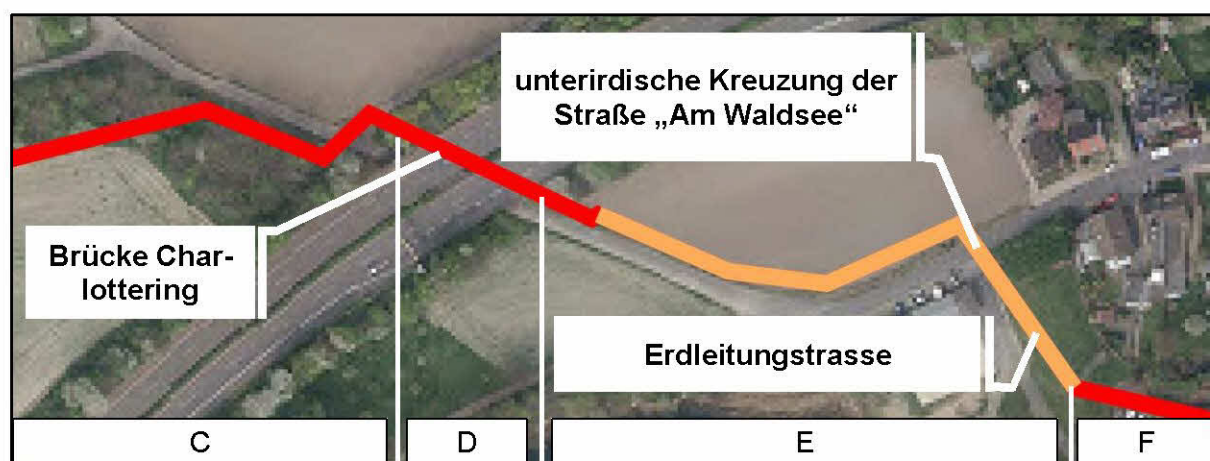 unterirdische Kreuzung der
Straße „Am Waldsee“
Brücke Char-
lottering
Erdleitungstrasse
C
D
E
F